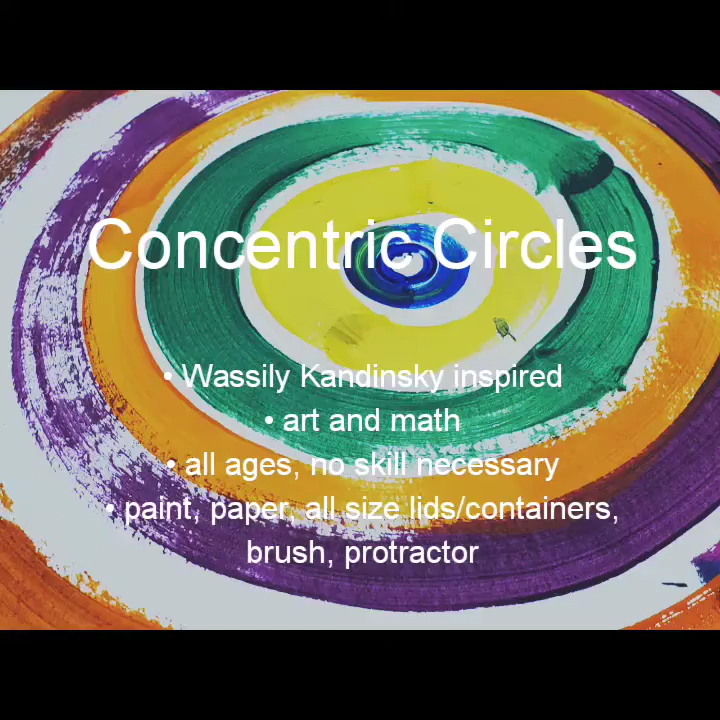 Concentric Circles
• Wassily Kandinsky inspired
• art and math
• all ages, no skill necessary
• paint, paper, all size lids/containers,
brush, protractor